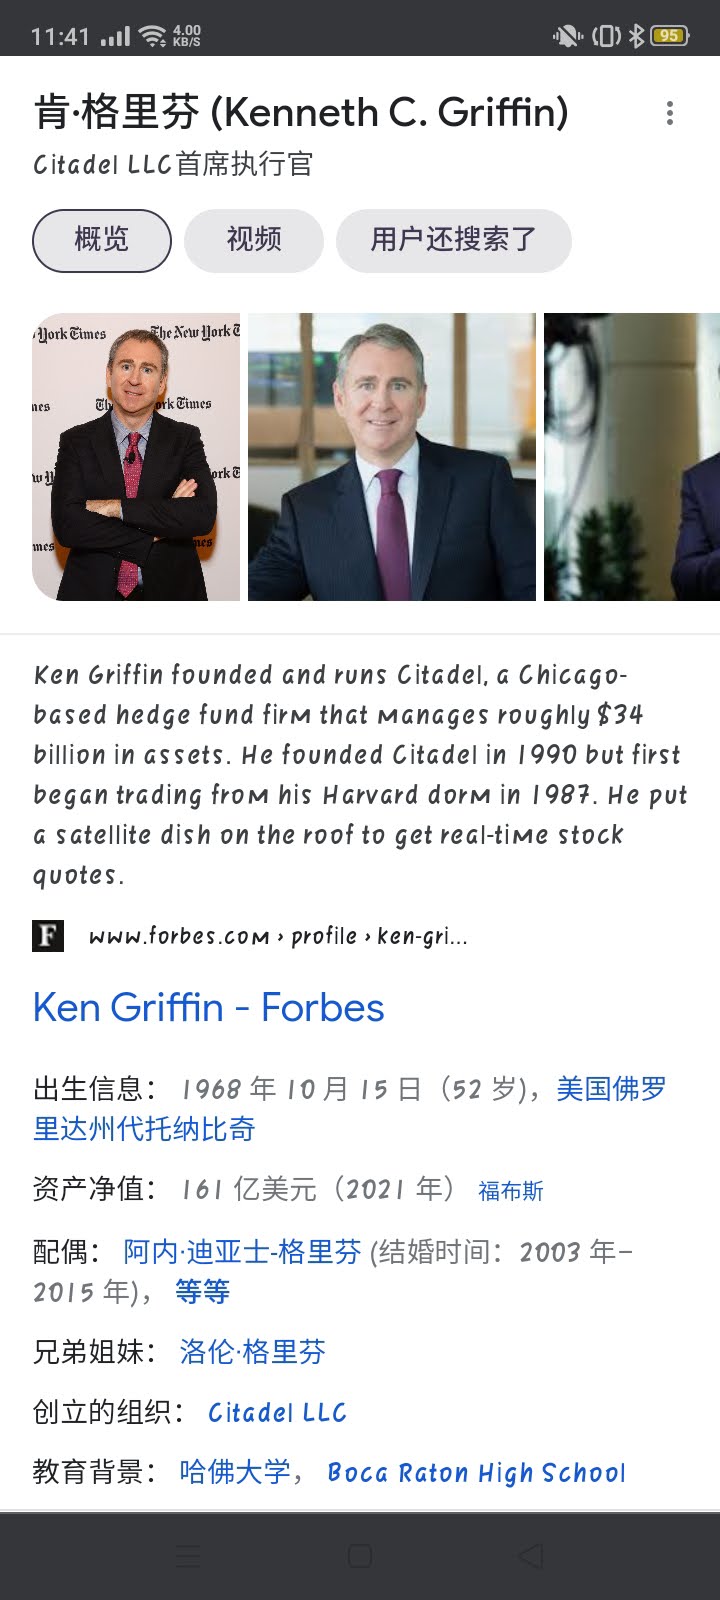 11:41 4.00 KB/S 95
肯·格里芬 (Kenneth C. Griffin)
Citadel LLC首席执行官
概览 视频 用户还搜索了
York Times The New York T
mes Th ork Times
w Y ork T
mes mes
Ken Griffin founded and runs Citadel, a Chicago-
based hedge fund firm that manages roughly $34
billion in assets. He founded Citadel in 1990 but first
began trading from his Harvard dorm in 1987. He put
a satellite dish on the roof to get real-time stock
quotes.
F www.forbes.com › profile › ken-gri...
Ken Griffin - Forbes
出生信息： 1968 年 10 月 15 日（52 岁），美国佛罗
里达州代托纳比奇
资产净值： 161 亿美元（2021 年） 福布斯
配偶： 阿内·迪亚士-格里芬 (结婚时间：2003 年–
2015 年)， 等等
兄弟姐妹： 洛伦·格里芬
创立的组织： Citadel LLC
教育背景： 哈佛大学， Boca Raton High School